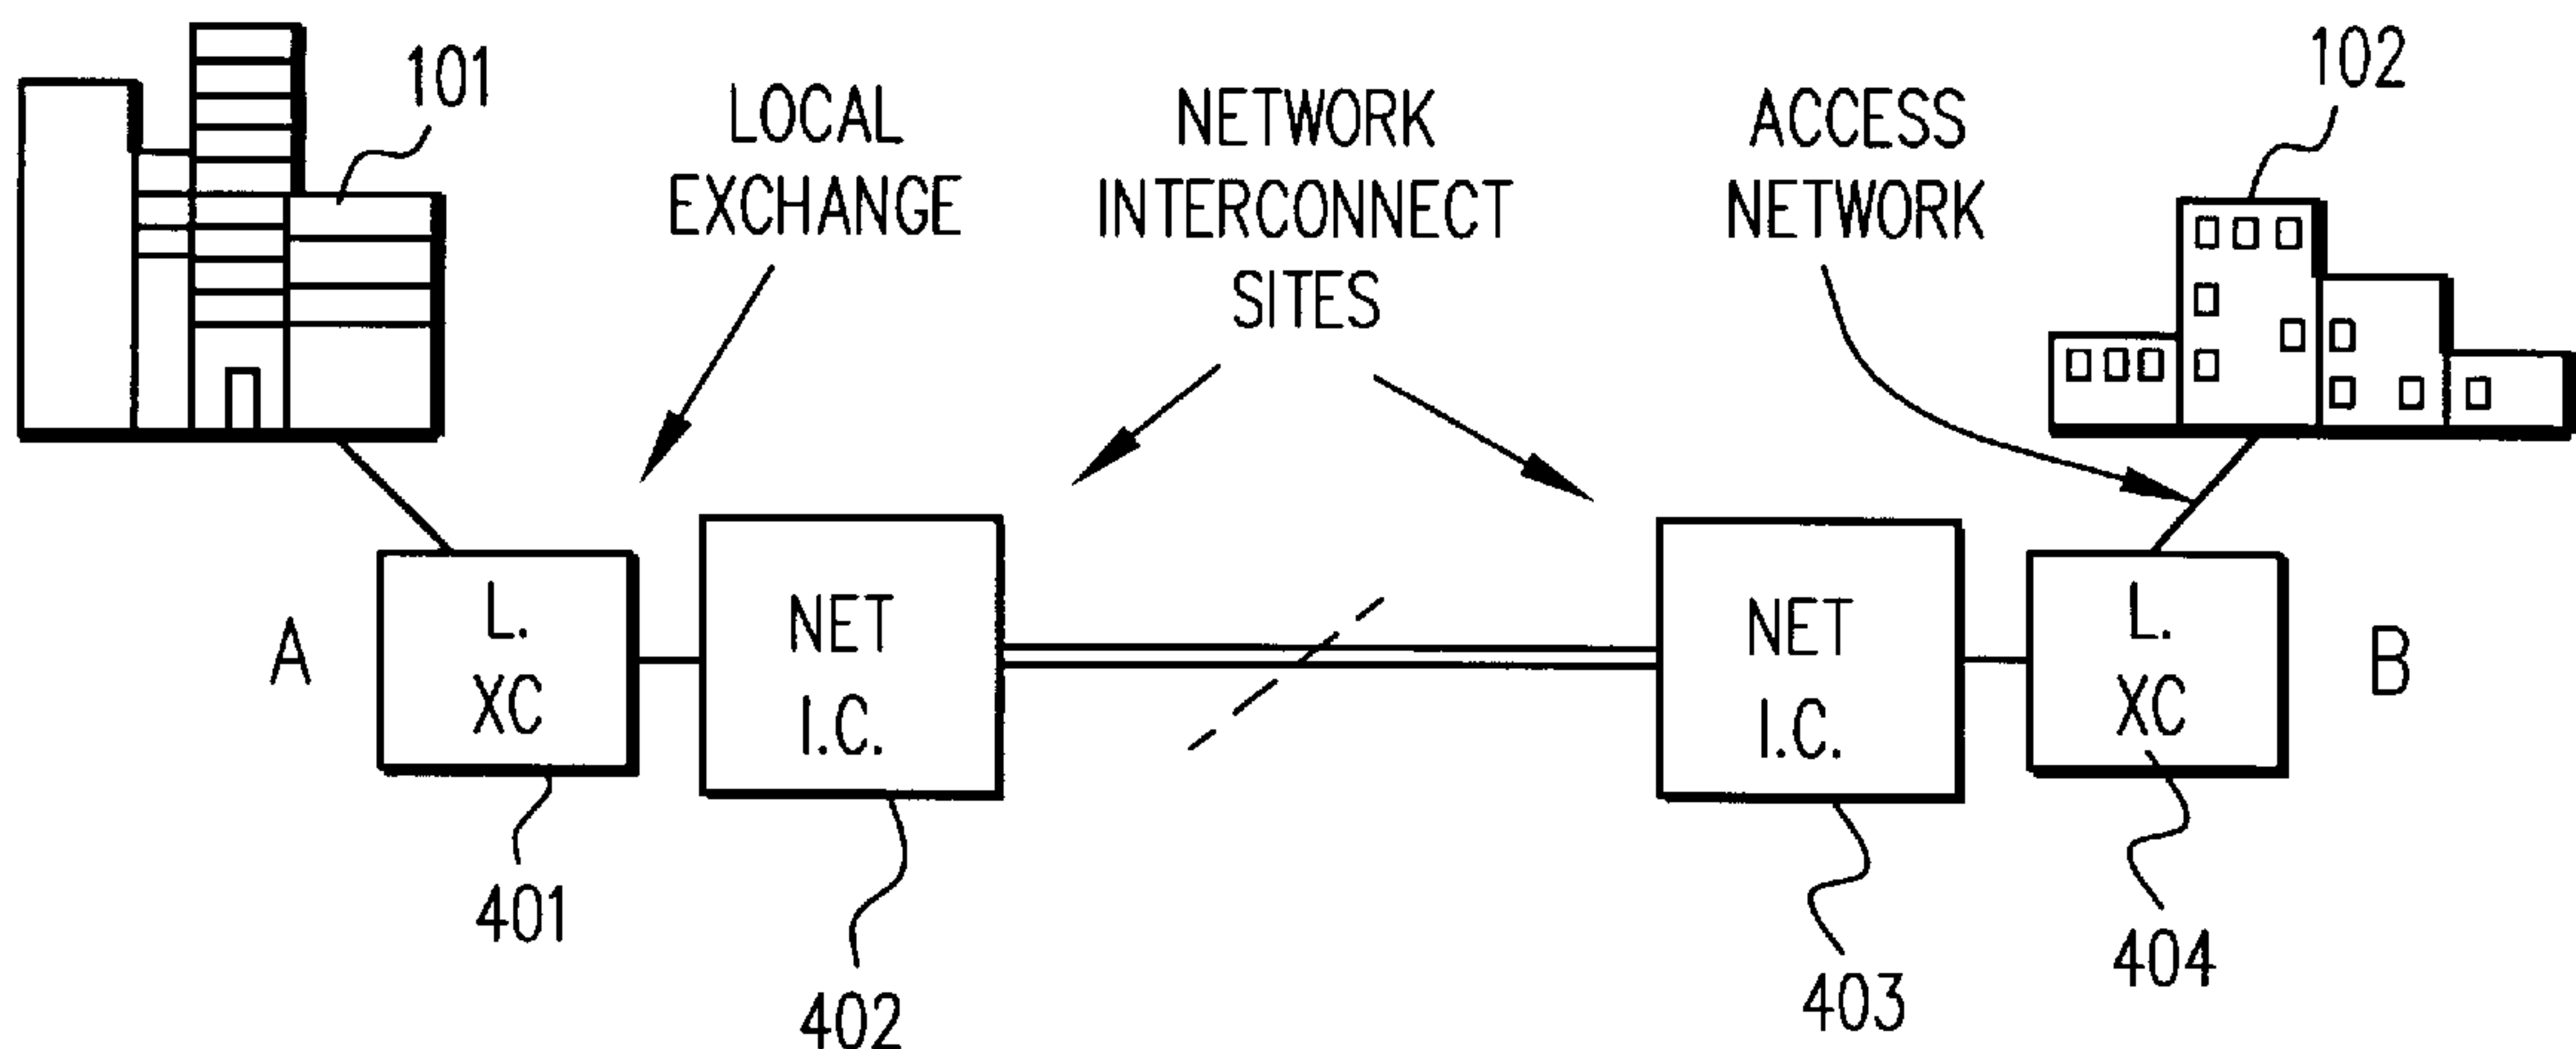 101
LOCAL
EXCHANGE
NETWORK
INTERCONNECT
SITES
ACCESS
NETWORK
102
A
L.
XC
NET
I.C.
NET
I.C.
L.
XC
B
401
402
403
404